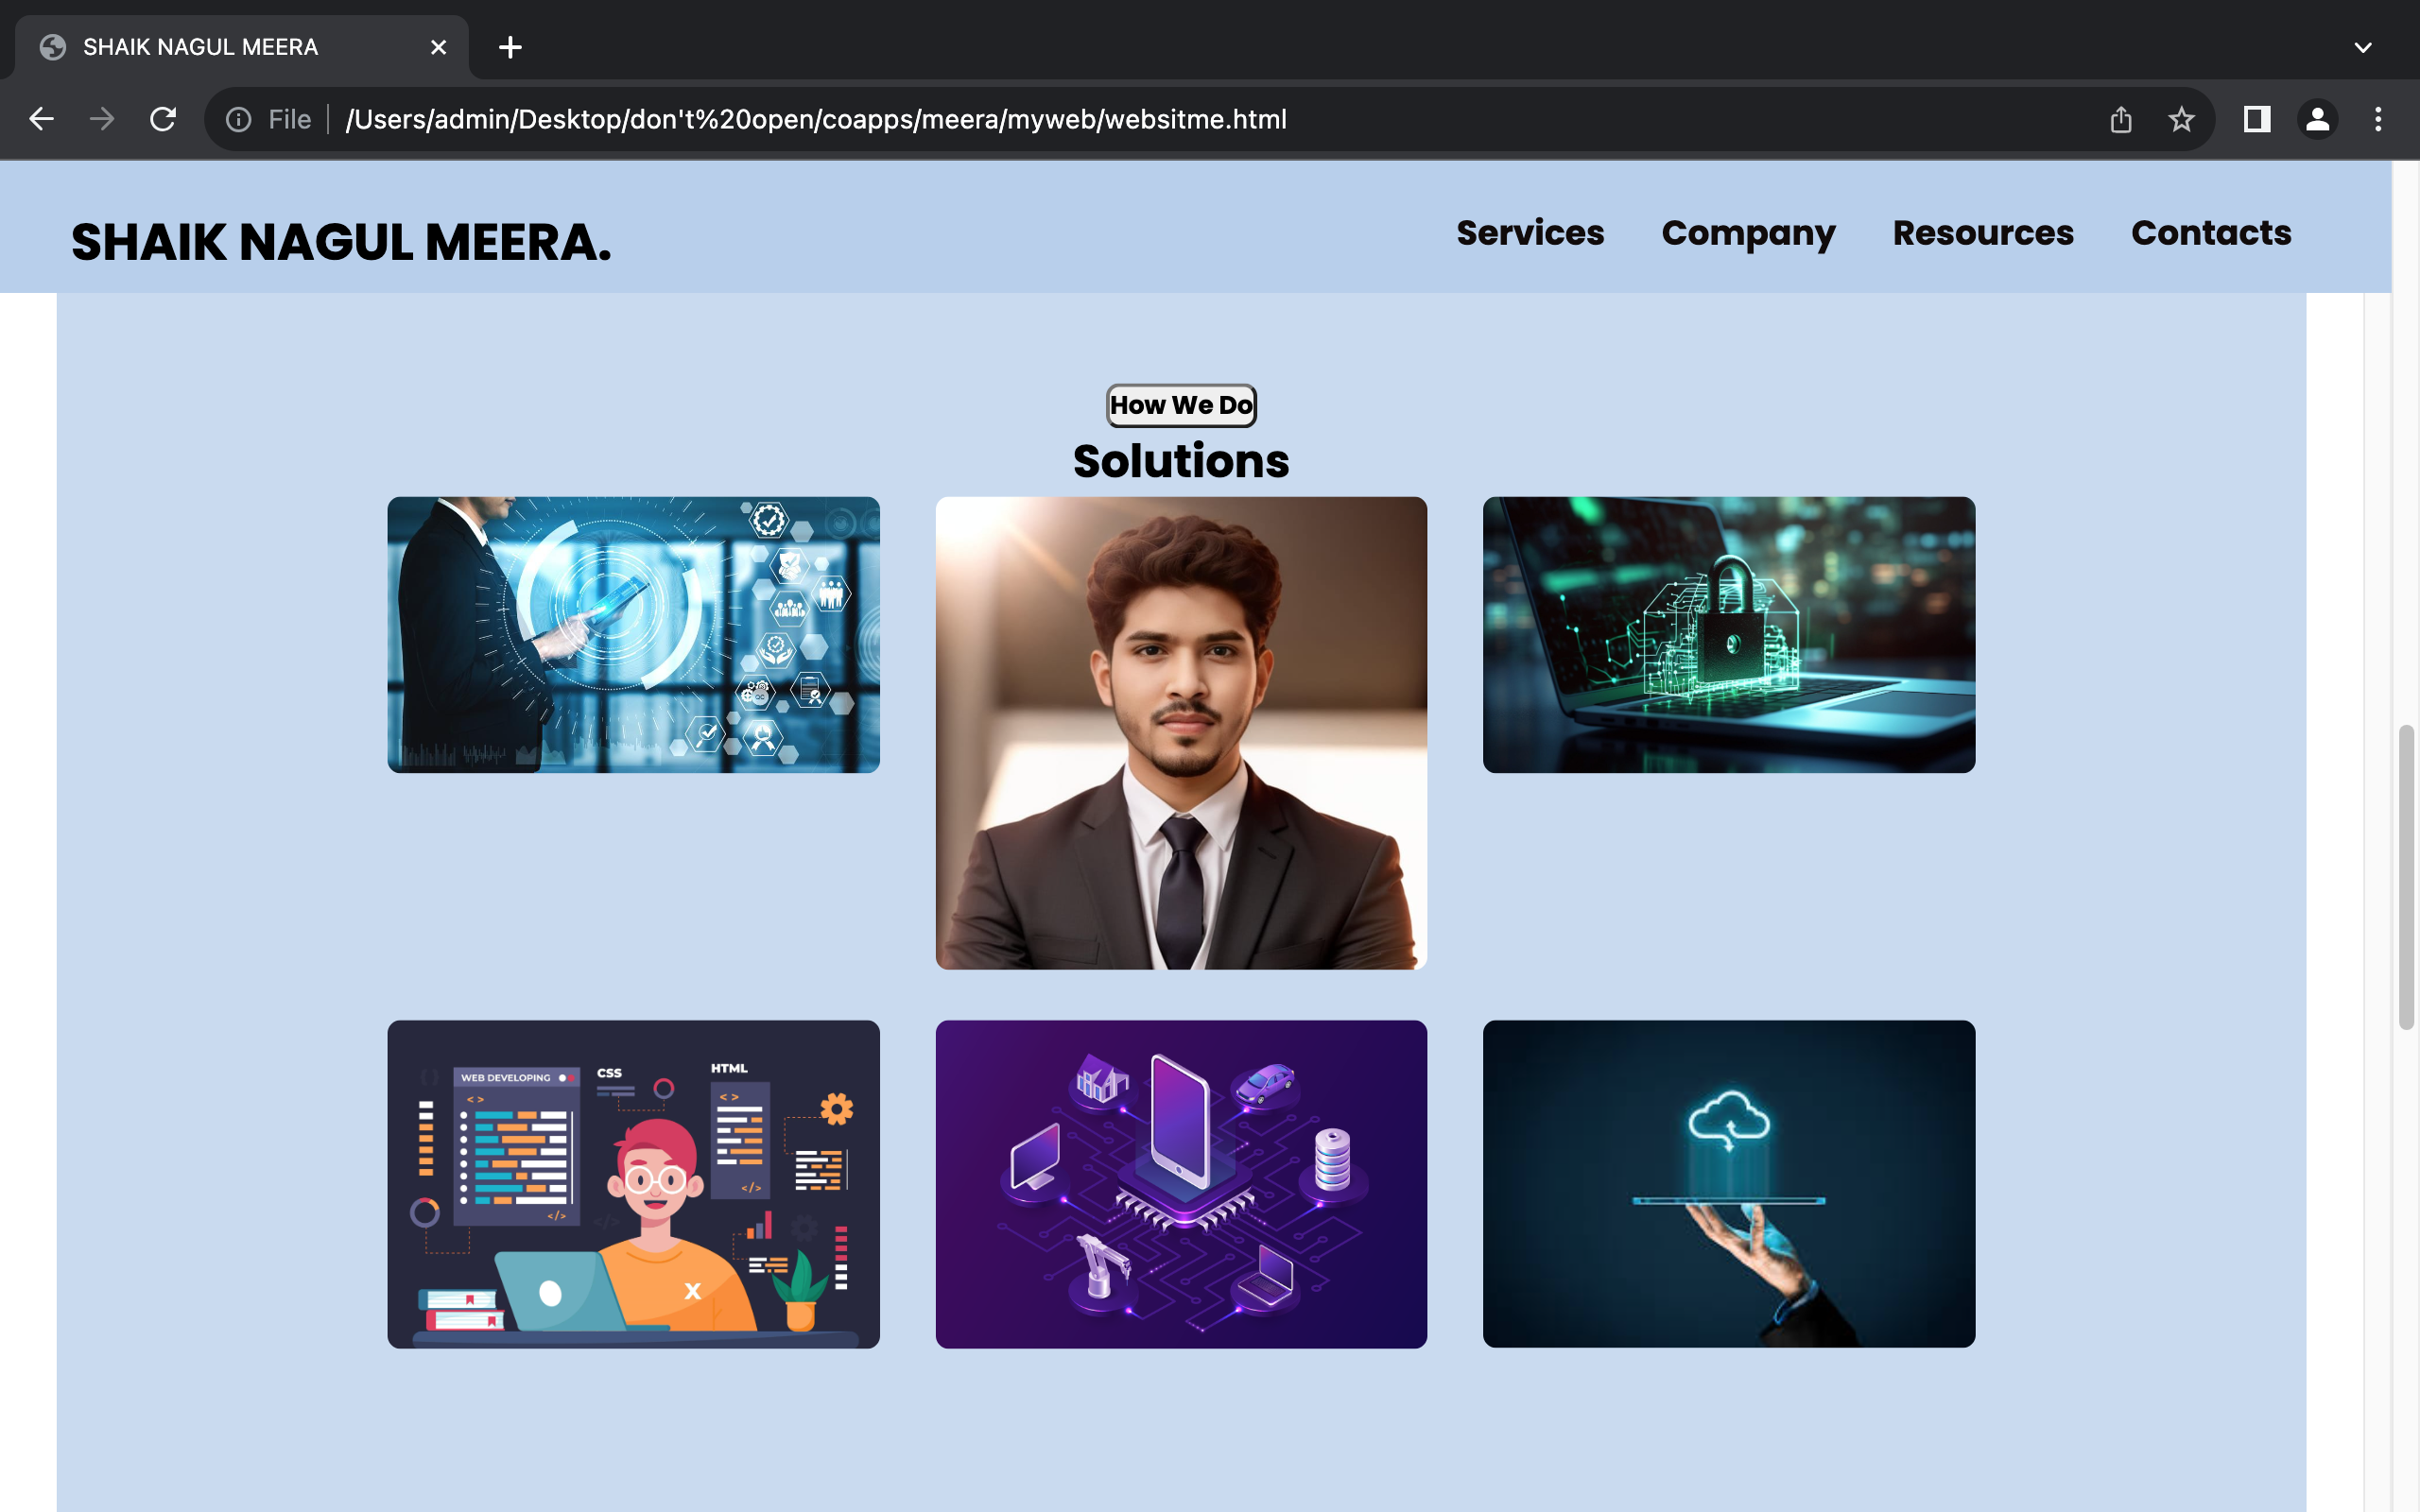 SHAIK NAGUL MEERA
File /Users/admin/Desktop/don't%20open/coapps/meera/myweb/websitme.html
SHAIK NAGUL MEERA.
Services Company Resources Contacts
How We Do
Solutions
WEB DEVELOPING
CSS
HTML
< >
< >
</>
</>
X